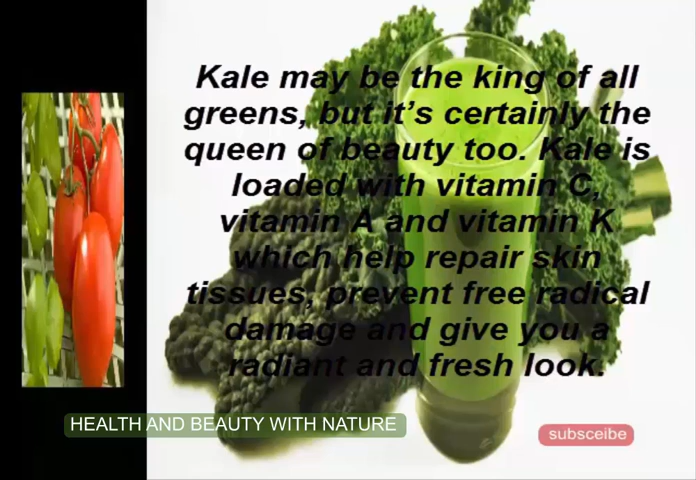 Kale may be the king of all
greens, but it's certainly the
queen of beauty too. Kale is
loaded with vitamin C,
vitamin A and vitamin K
which help repair skin
tissues, prevent free radical
damage and give you a
radiant and fresh look.
HEALTH AND BEAUTY WITH NATURE
subsceibe